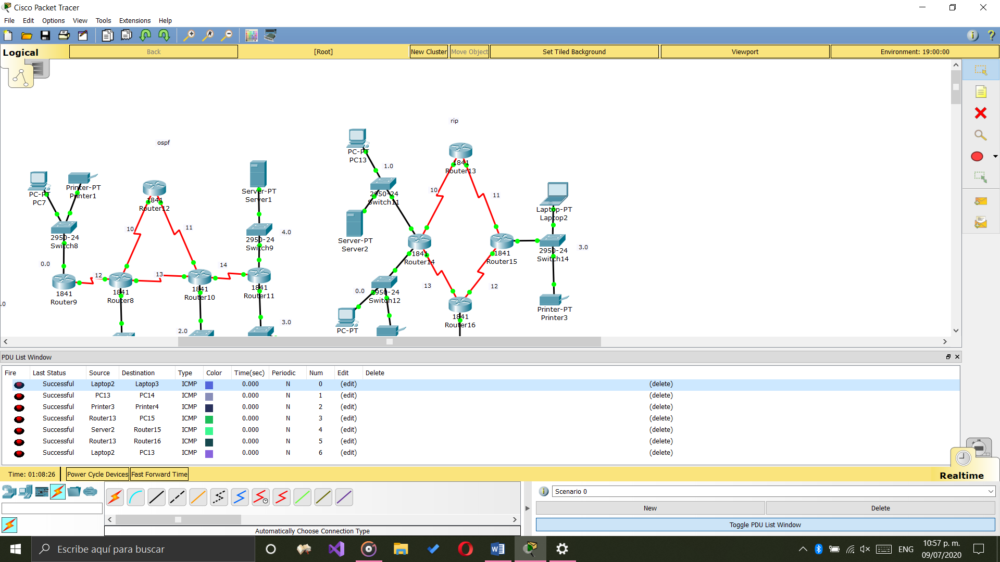 Cisco Packet Tracer
File Edit Options View Tools Extensions Help
Logical Back [Root] New Cluster Move Object Set Tiled Background Viewport Environment: 19:00:00
rip
ospf
PC-PT
PC13
1.0
1841
Router13
Server-PT
Server1
PC-PT
PC7
Printer-PT
Printer1
1841
Router12
2950-24
Switch11
10
11
Laptop-PT
Laptop2
10
11
2950-24
Switch8
2950-24
Switch9
4.0
Server-PT
Server2
1841
Router14
1841
Router15
2950-24
Switch14
3.0
0.0
12
13
14
1841
Router9
1841
Router8
1841
Router10
1841
Router11
13
12
0.0
2950-24
Switch12
.0
2.0
3.0
PC-PT
1841
Router16
Printer-PT
Printer3
PDU List Window
Fire Last Status Source Destination Type Color Time(sec) Periodic Num Edit Delete
Successful Laptop2 Laptop3 ICMP 0.000 N 0 (edit) (delete)
Successful PC13 PC14 ICMP 0.000 N 1 (edit) (delete)
Successful Printer3 Printer4 ICMP 0.000 N 2 (edit) (delete)
Successful Router13 PC15 ICMP 0.000 N 3 (edit) (delete)
Successful Server2 Router15 ICMP 0.000 N 4 (edit) (delete)
Successful Router13 Router16 ICMP 0.000 N 5 (edit) (delete)
Successful Laptop2 PC13 ICMP 0.000 N 6 (edit) (delete)
Time: 01:08:26 Power Cycle Devices Fast Forward Time
Realtime
Scenario 0
New Delete
Toggle PDU List Window
Automatically Choose Connection Type
Escribe aquí para buscar
ENG
10:57 p. m.
09/07/2020